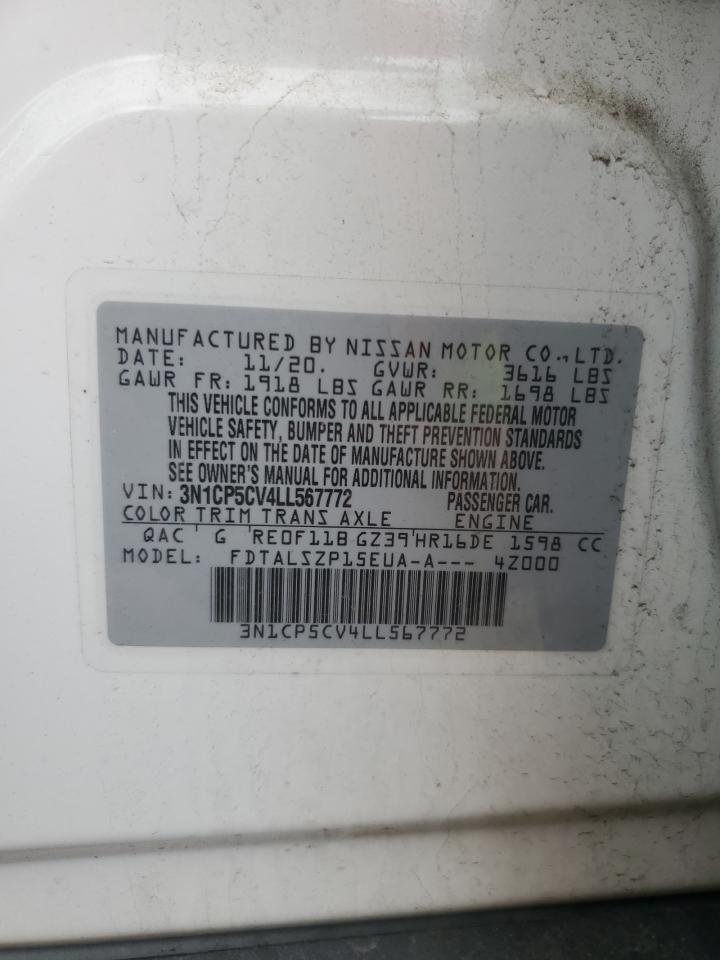 MANUFACTURED BY NISSAN MOTOR CO.,LTD.
DATE: 11/20. GVWR: 3616 LBS
GAWR FR: 1918 LBS GAWR RR: 1698 LBS
THIS VEHICLE CONFORMS TO ALL APPLICABLE FEDERAL MOTOR
VEHICLE SAFETY, BUMPER AND THEFT PREVENTION STANDARDS
IN EFFECT ON THE DATE OF MANUFACTURE SHOWN ABOVE.
SEE OWNER'S MANUAL FOR ADDITIONAL INFORMATION.
VIN: 3N1CP5CV4LL567772 PASSENGER CAR.
COLOR TRIM TRANS AXLE ENGINE
QAC G RE0F11B GZ39 HR16DE 1598 CC
MODEL: FDTALSZP15EUA-A--- 4Z000
3N1CP5CV4LL567772